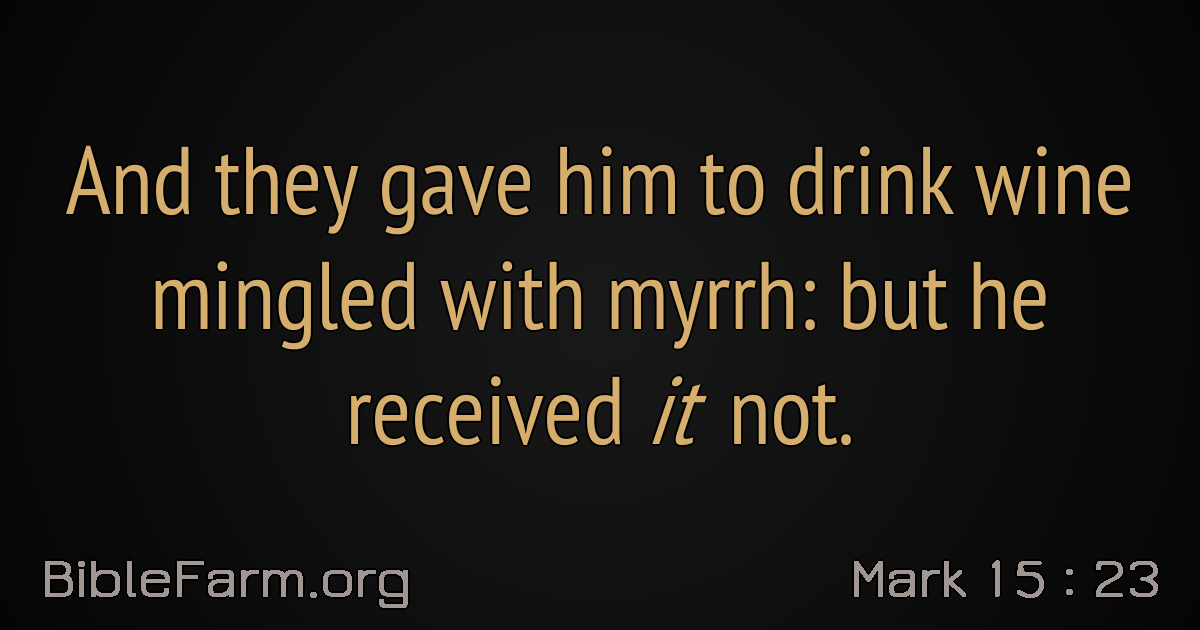 And they gave him to drink wine
mingled with myrrh: but he
received it not.
BibleFarm.org
Mark 15 : 23